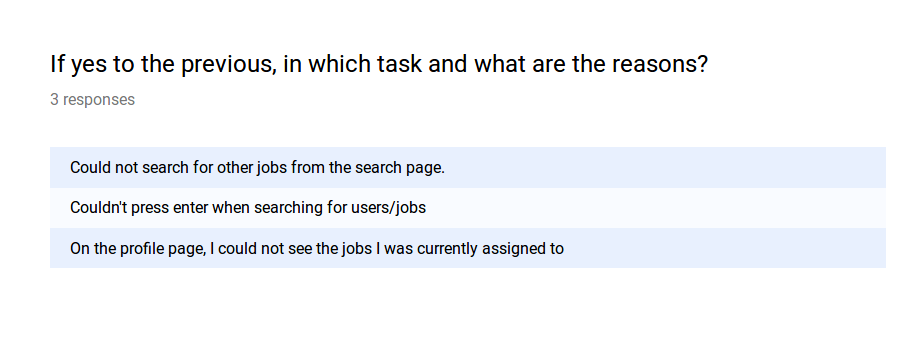 If yes to the previous, in which task and what are the reasons?
3 responses
Could not search for other jobs from the search page.
Couldn't press enter when searching for users/jobs
On the profile page, I could not see the jobs I was currently assigned to